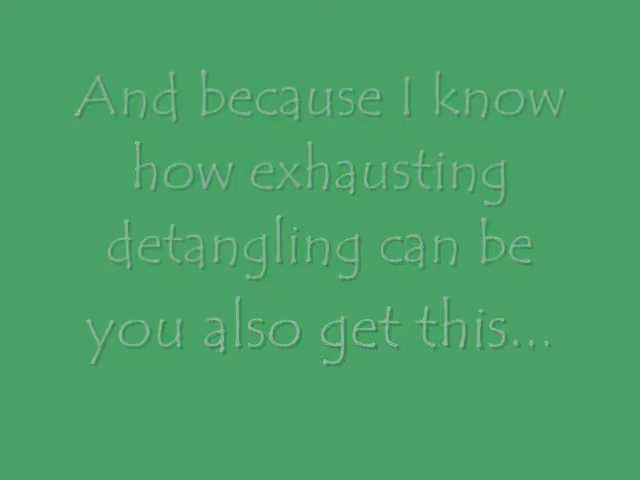 And because I know
how exhausting
detangling can be
you also get this...